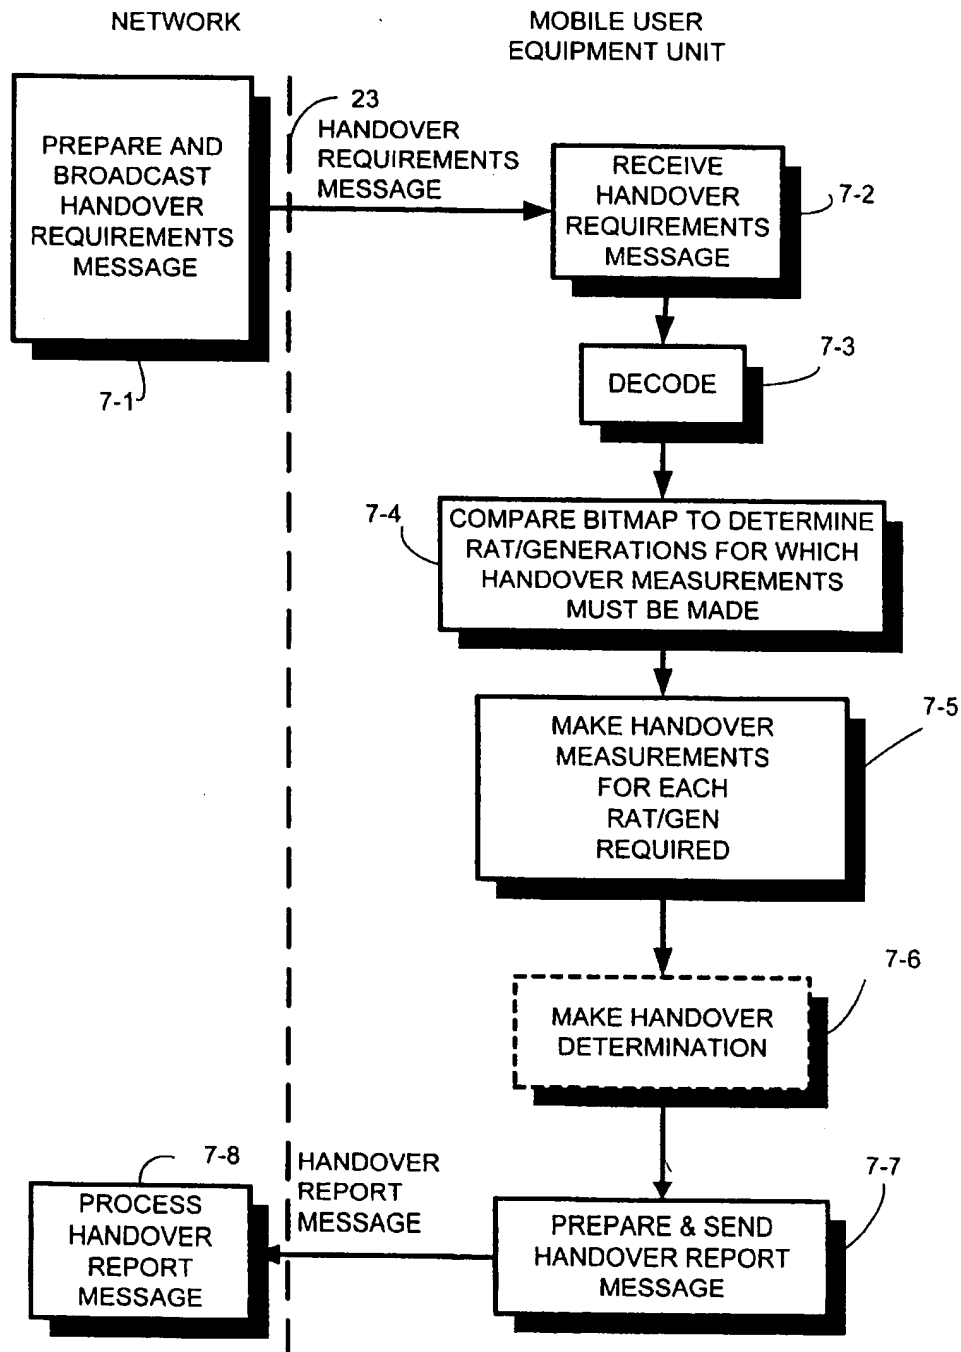 NETWORK
MOBILE USER
EQUIPMENT UNIT
PREPARE AND
BROADCAST
HANDOVER
REQUIREMENTS
MESSAGE
7-1
23
HANDOVER
REQUIREMENTS
MESSAGE
RECEIVE
HANDOVER
REQUIREMENTS
MESSAGE
7-2
7-3
DECODE
7-4
COMPARE BITMAP TO DETERMINE
RAT/GENERATIONS FOR WHICH
HANDOVER MEASUREMENTS
MUST BE MADE
7-5
MAKE HANDOVER
MEASUREMENTS
FOR EACH
RAT/GEN
REQUIRED
7-6
MAKE HANDOVER
DETERMINATION
7-7
PREPARE & SEND
HANDOVER REPORT
MESSAGE
HANDOVER
REPORT
MESSAGE
7-8
PROCESS
HANDOVER
REPORT
MESSAGE